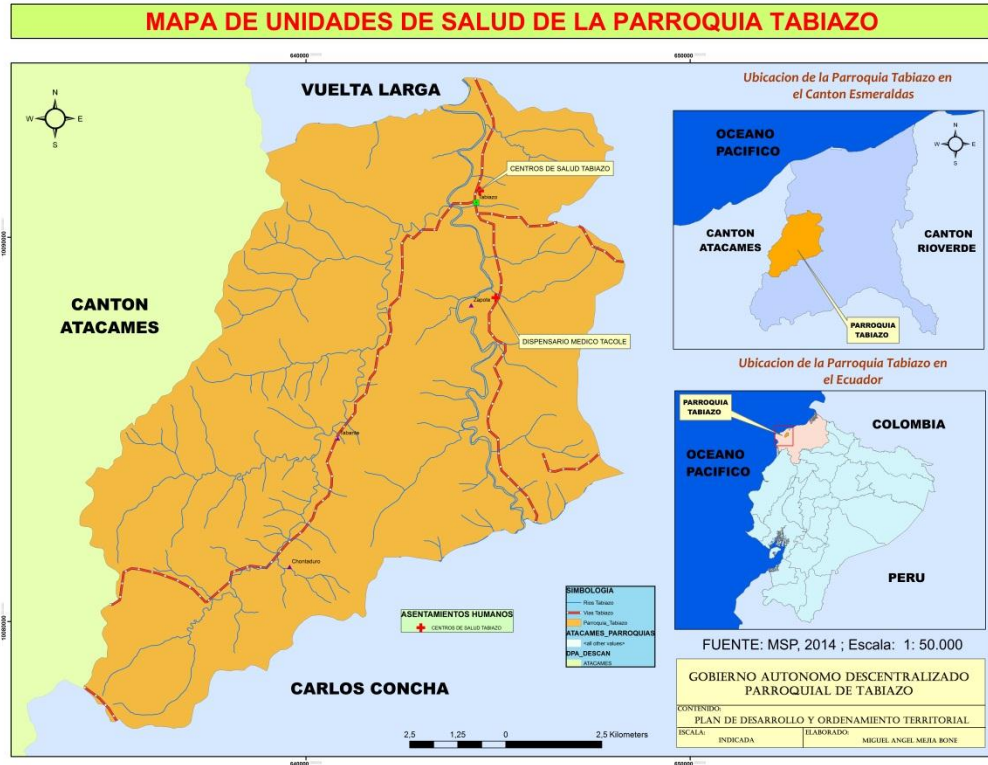 MAPA DE UNIDADES DE SALUD DE LA PARROQUIA TABIAZO
640000
650000
VUELTA LARGA
N
W
E
S
CENTROS DE SALUD TABIAZO
Tabiazo
10090000
CANTON
ATACAMES
Zapote
DISPENSARIO MEDICO TACOLE
Chontaduro
10080000
CARLOS CONCHA
ASENTAMIENTOS HUMANOS
CENTROS DE SALUD TABIAZO
SIMBOLOGIA
Rios Tabiazo
Vias Tabiazo
Parroquia_Tabiazo
ATACAMES_PARROQUIAS
<all other values>
DPA_DESCAN
ATACAMES
2,5
1,25
0
2,5 Kilometers
640000
650000
Ubicacion de la Parroquia Tabiazo en
el Canton Esmeraldas
OCEANO
PACIFICO
N
W
E
S
CANTON
ATACAMES
CANTON
RIOVERDE
PARROQUIA
TABIAZO
Ubicacion de la Parroquia Tabiazo en
el Ecuador
PARROQUIA
TABIAZO
COLOMBIA
OCEANO
PACIFICO
PERU
FUENTE: MSP, 2014 ; Escala: 1: 50.000
GOBIERNO AUTONOMO DESCENTRALIZADO
PARROQUIAL DE TABIAZO
CONTENIDO:
PLAN DE DESARROLLO Y ORDENAMIENTO TERRITORIAL
ESCALA:
INDICADA
ELABORADO:
MIGUEL ANGEL MEJIA BONE